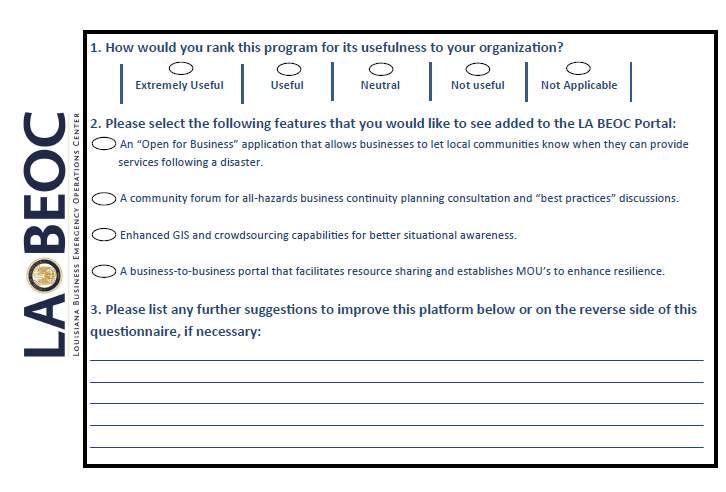 LA BEOC
LOUISIANA BUSINESS EMERGENCY OPERATIONS CENTER
1. How would you rank this program for its usefulness to your organization?
Extremely Useful Useful Neutral Not useful Not Applicable
2. Please select the following features that you would like to see added to the LA BEOC Portal:
An “Open for Business” application that allows businesses to let local communities know when they can provide
services following a disaster.
A community forum for all-hazards business continuity planning consultation and “best practices” discussions.
Enhanced GIS and crowdsourcing capabilities for better situational awareness.
A business-to-business portal that facilitates resource sharing and establishes MOU’s to enhance resilience.
3. Please list any further suggestions to improve this platform below or on the reverse side of this
questionnaire, if necessary: